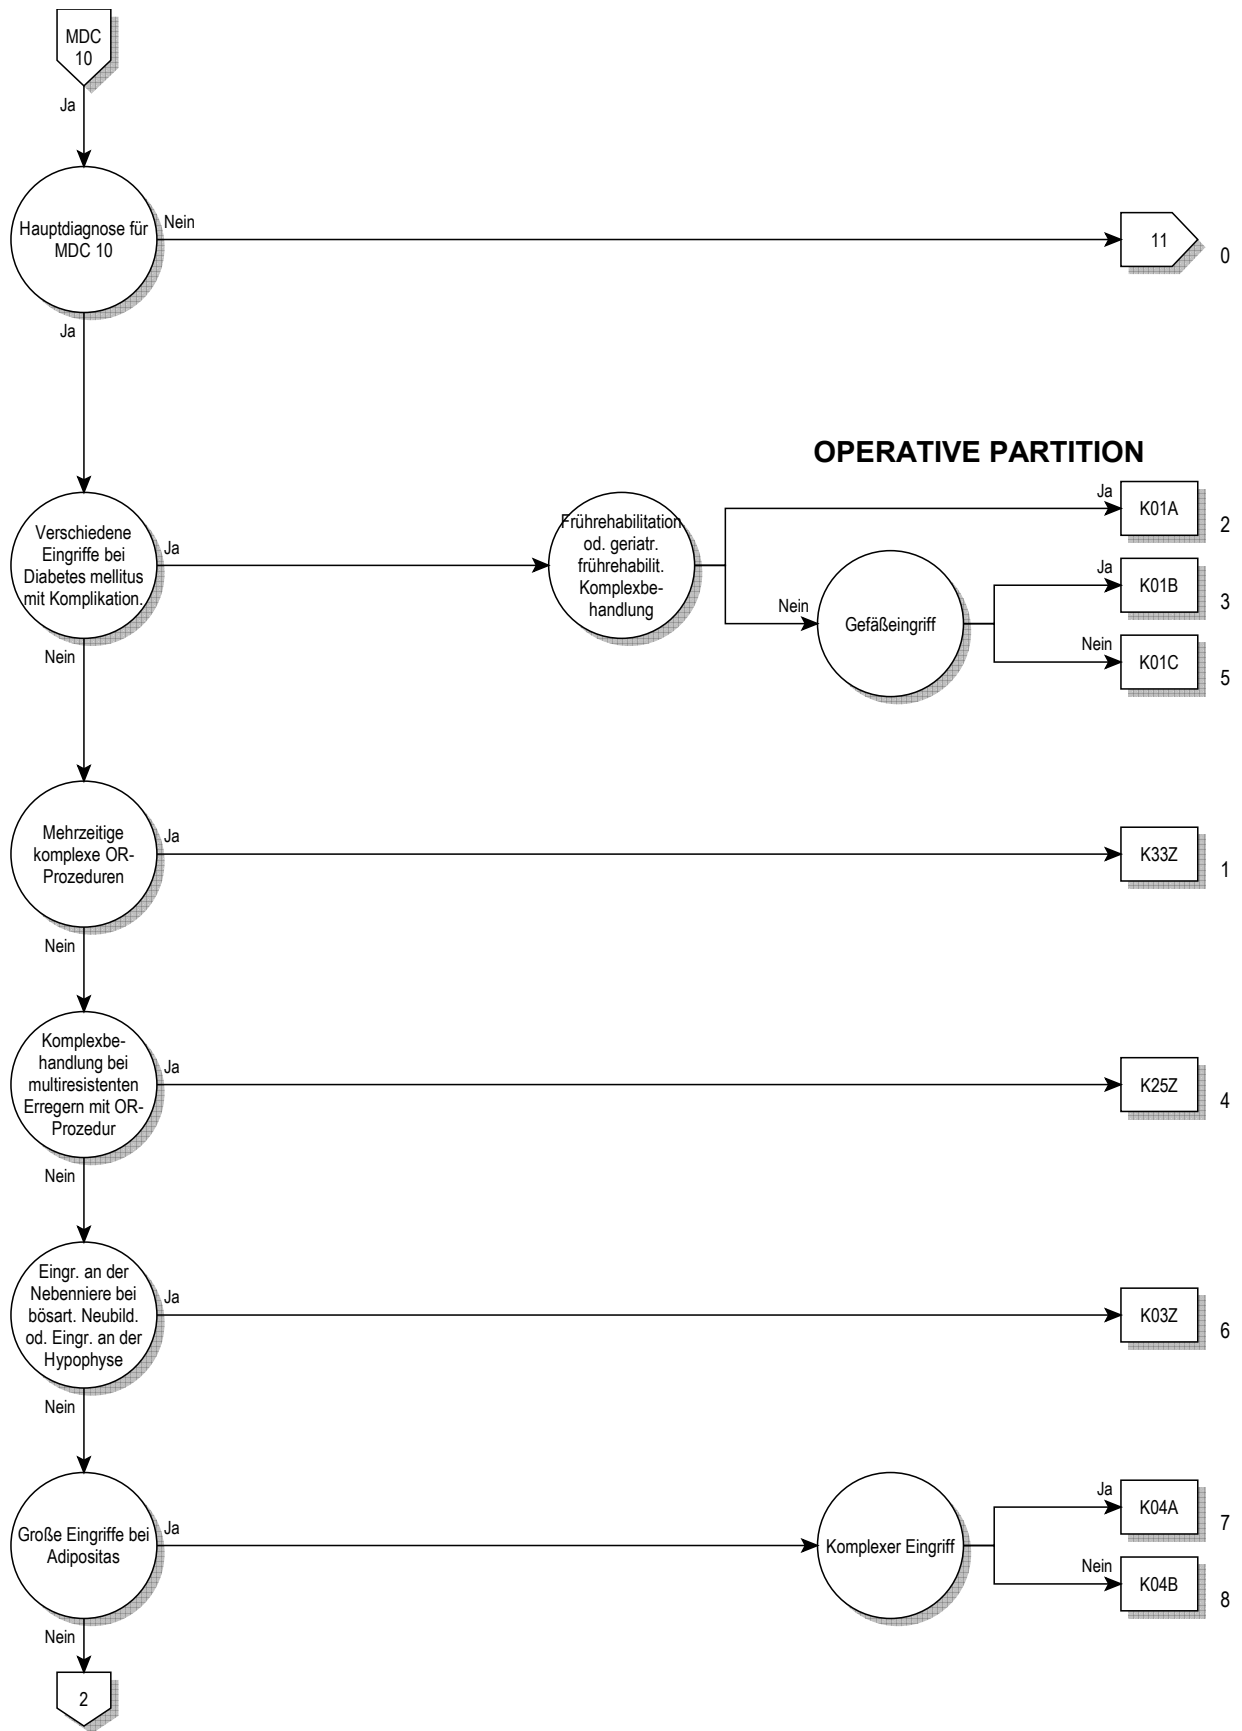 MDC
10
Ja
Hauptdiagnose für
MDC 10
Nein
11
0
Ja
OPERATIVE PARTITION
Verschiedene
Eingriffe bei
Diabetes mellitus
mit Komplikation.
Ja
Frührehabilitation
od. geriatr.
frührehabilit.
Komplexbe-
handlung
Ja
K01A
2
Nein
Gefäßeingriff
Ja
K01B
3
Nein
K01C
5
Nein
Mehrzeitige
komplexe OR-
Prozeduren
Ja
K33Z
1
Nein
Komplexbe-
handlung bei
multiresistenten
Erregern mit OR-
Prozedur
Ja
K25Z
4
Nein
Eingr. an der
Nebenniere bei
bösart. Neubild.
od. Eingr. an der
Hypophyse
Ja
K03Z
6
Nein
Große Eingriffe bei
Adipositas
Ja
Komplexer Eingriff
Ja
K04A
7
Nein
K04B
8
Nein
2